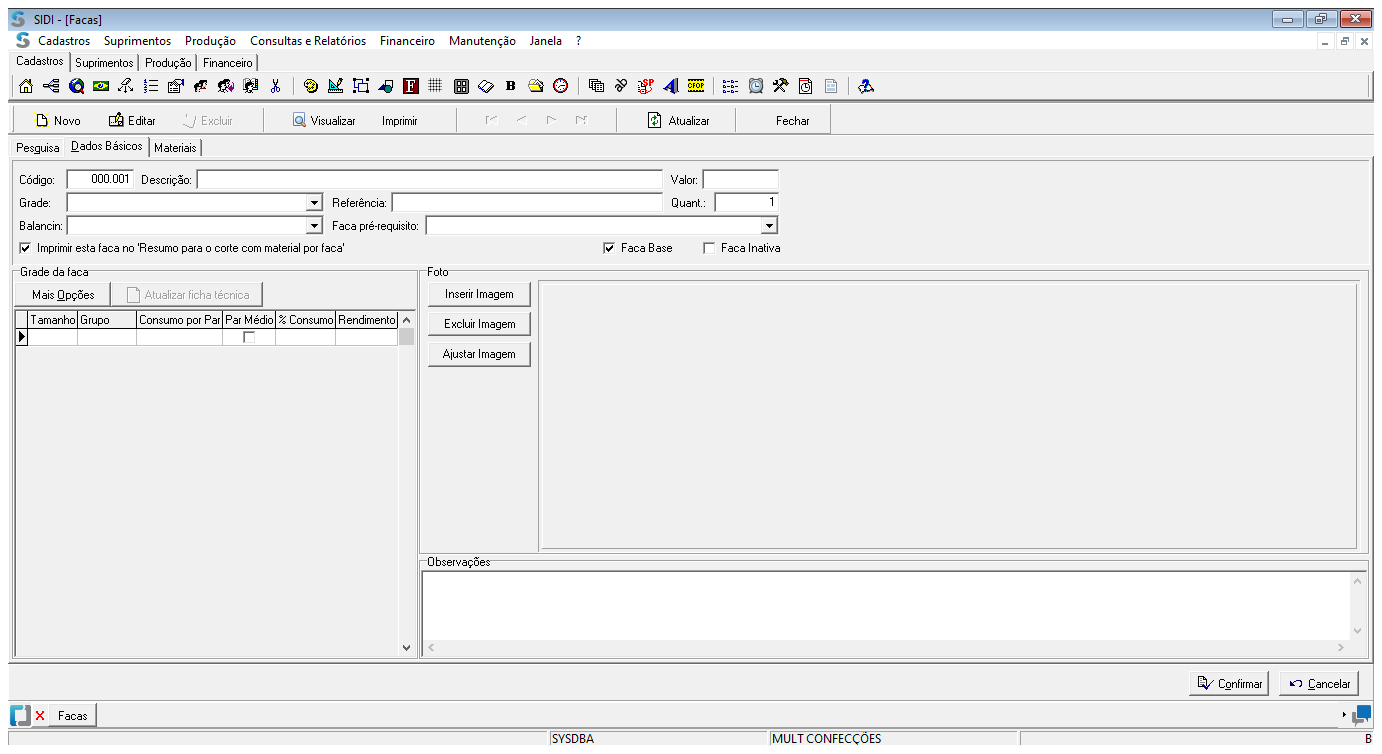 SIDI - [Facas]
Cadastros Suprimentos Produção Consultas e Relatórios Financeiro Manutenção Janela ?
Cadastros Suprimentos Produção Financeiro
F B SP CFOP
Novo Editar Excluir Visualizar Imprimir Atualizar Fechar
Pesquisa Dados Básicos Materiais
Código: 000.001 Descrição: Valor:
Grade: Referência: Quant.: 1
Balancin: Faca pré-requisito:
Imprimir esta faca no 'Resumo para o corte com material por faca' Faca Base Faca Inativa
Grade da faca Foto
Mais Opções Atualizar ficha técnica Inserir Imagem
Tamanho Grupo Consumo por Par Par Médio % Consumo Rendimento
Excluir Imagem
Ajustar Imagem
Observações
Confirmar Cancelar
Facas
SYSDBA MULT CONFECÇÕES B